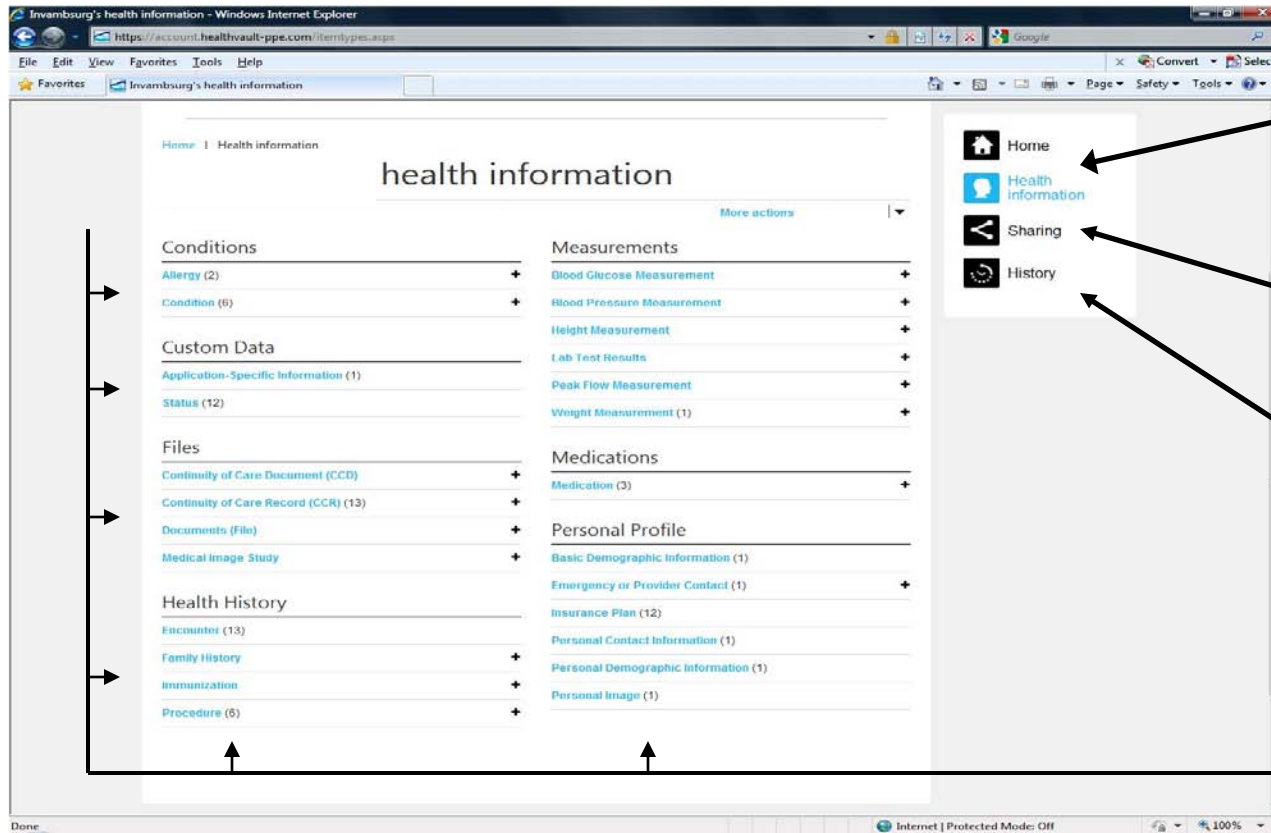 Invambsurg's health information - Windows Internet Explorer
https://account.healthvault-ppe.com/itemtypes.aspx
Google
File Edit View Favorites Tools Help
Convert
Selec
Favorites
Invambsurg's health information
Page Safety Tools
Home | Health information
health information
More actions
Conditions
Allergy (2) +
Condition (6) +
Custom Data
Application-Specific Information (1)
Status (12)
Files
Continuity of Care Document (CCD) +
Continuity of Care Record (CCR) (13) +
Documents (File) +
Medical Image Study +
Health History
Encounter (13)
Family History +
Immunization +
Procedure (6) +
Measurements
Blood Glucose Measurement +
Blood Pressure Measurement +
Height Measurement +
Lab Test Results +
Peak Flow Measurement +
Weight Measurement (1) +
Medications
Medication (3) +
Personal Profile
Basic Demographic Information (1)
Emergency or Provider Contact (1) +
Insurance Plan (12)
Personal Contact Information (1)
Personal Demographic Information (1)
Personal Image (1)
Home
Health
information
Sharing
History
Done
Internet | Protected Mode: Off
100%